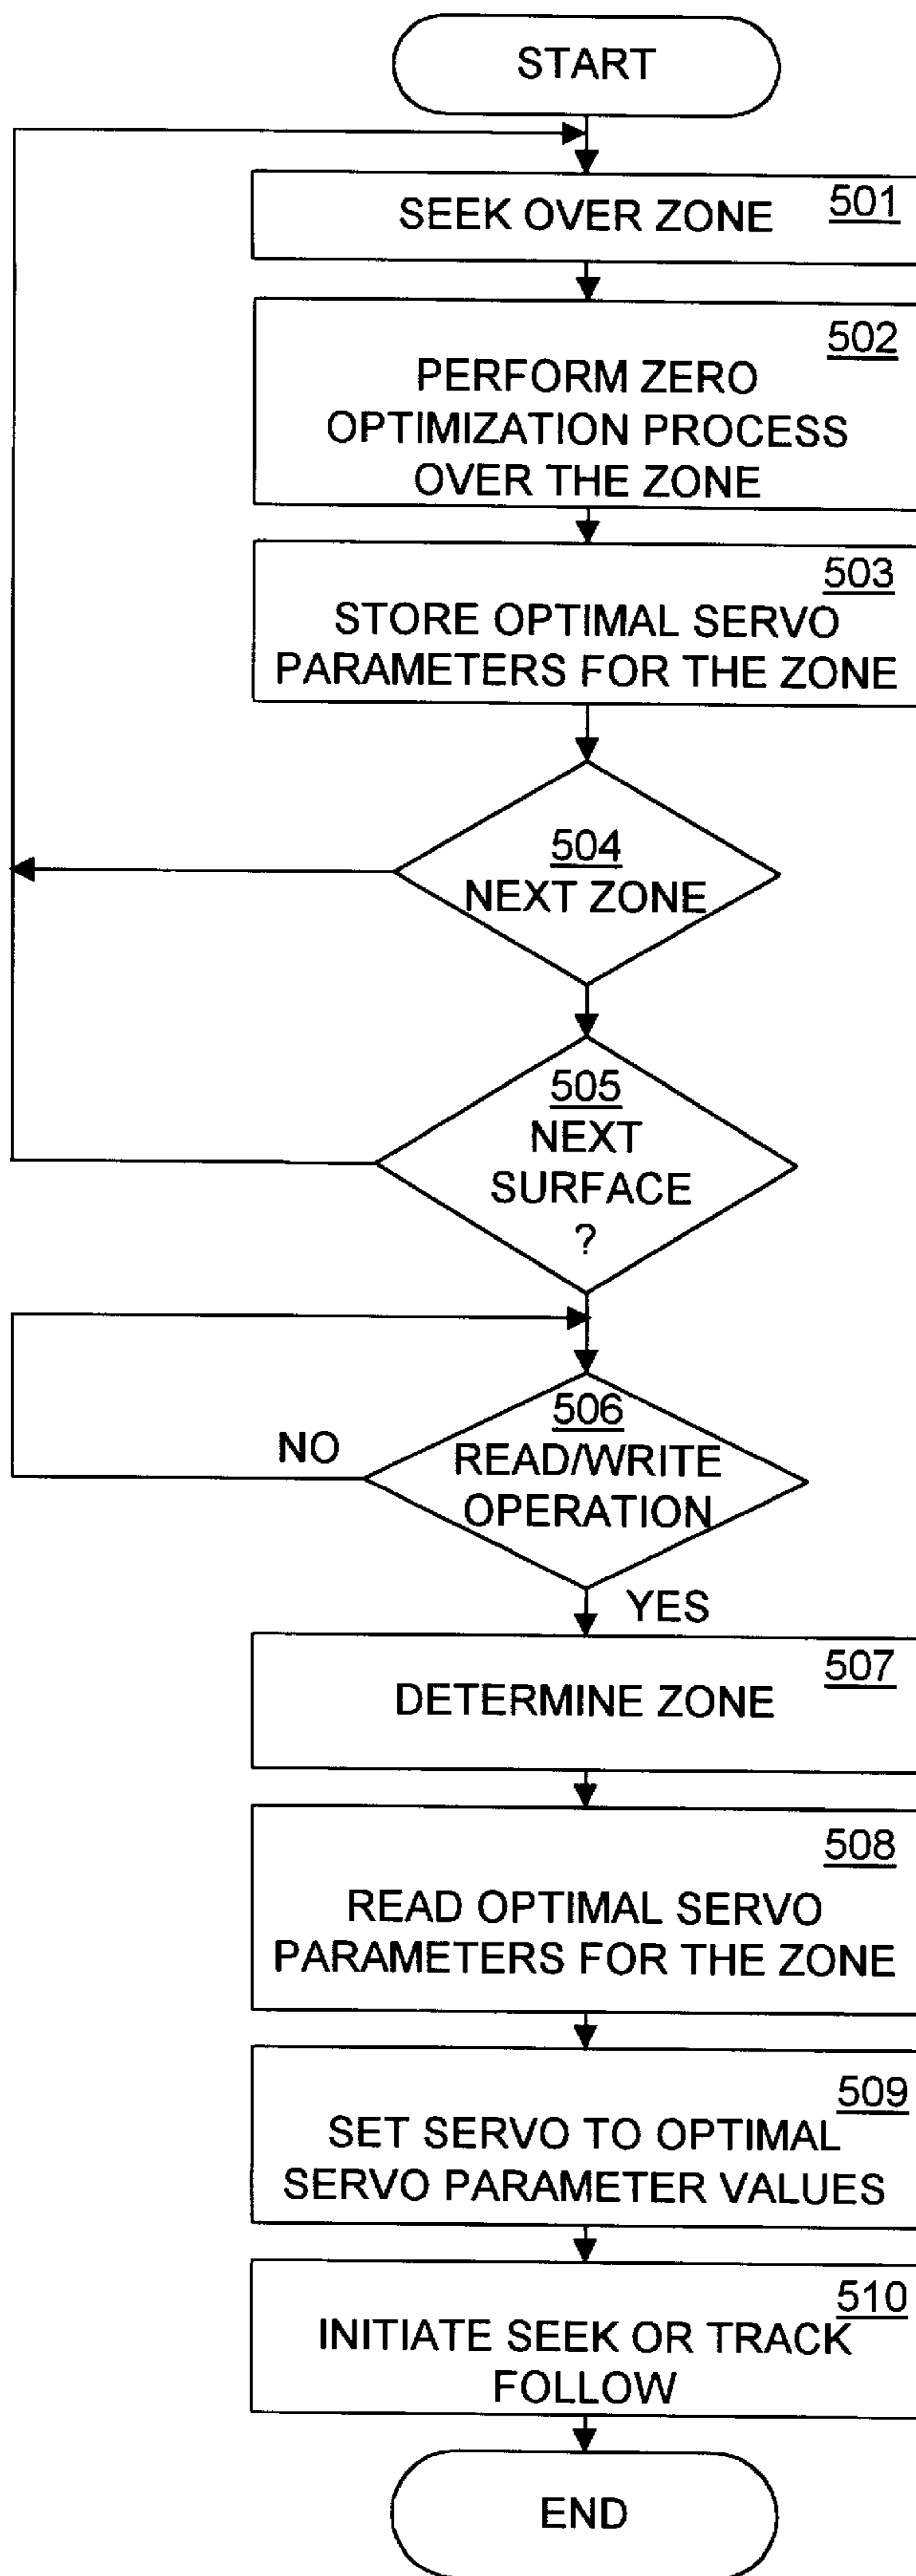 START
501
SEEK OVER ZONE
502
PERFORM ZERO
OPTIMIZATION PROCESS
OVER THE ZONE
503
STORE OPTIMAL SERVO
PARAMETERS FOR THE ZONE
504
NEXT ZONE
505
NEXT
SURFACE
?
506
READ/WRITE
OPERATION
NO
YES
507
DETERMINE ZONE
508
READ OPTIMAL SERVO
PARAMETERS FOR THE ZONE
509
SET SERVO TO OPTIMAL
SERVO PARAMETER VALUES
510
INITIATE SEEK OR TRACK
FOLLOW
END